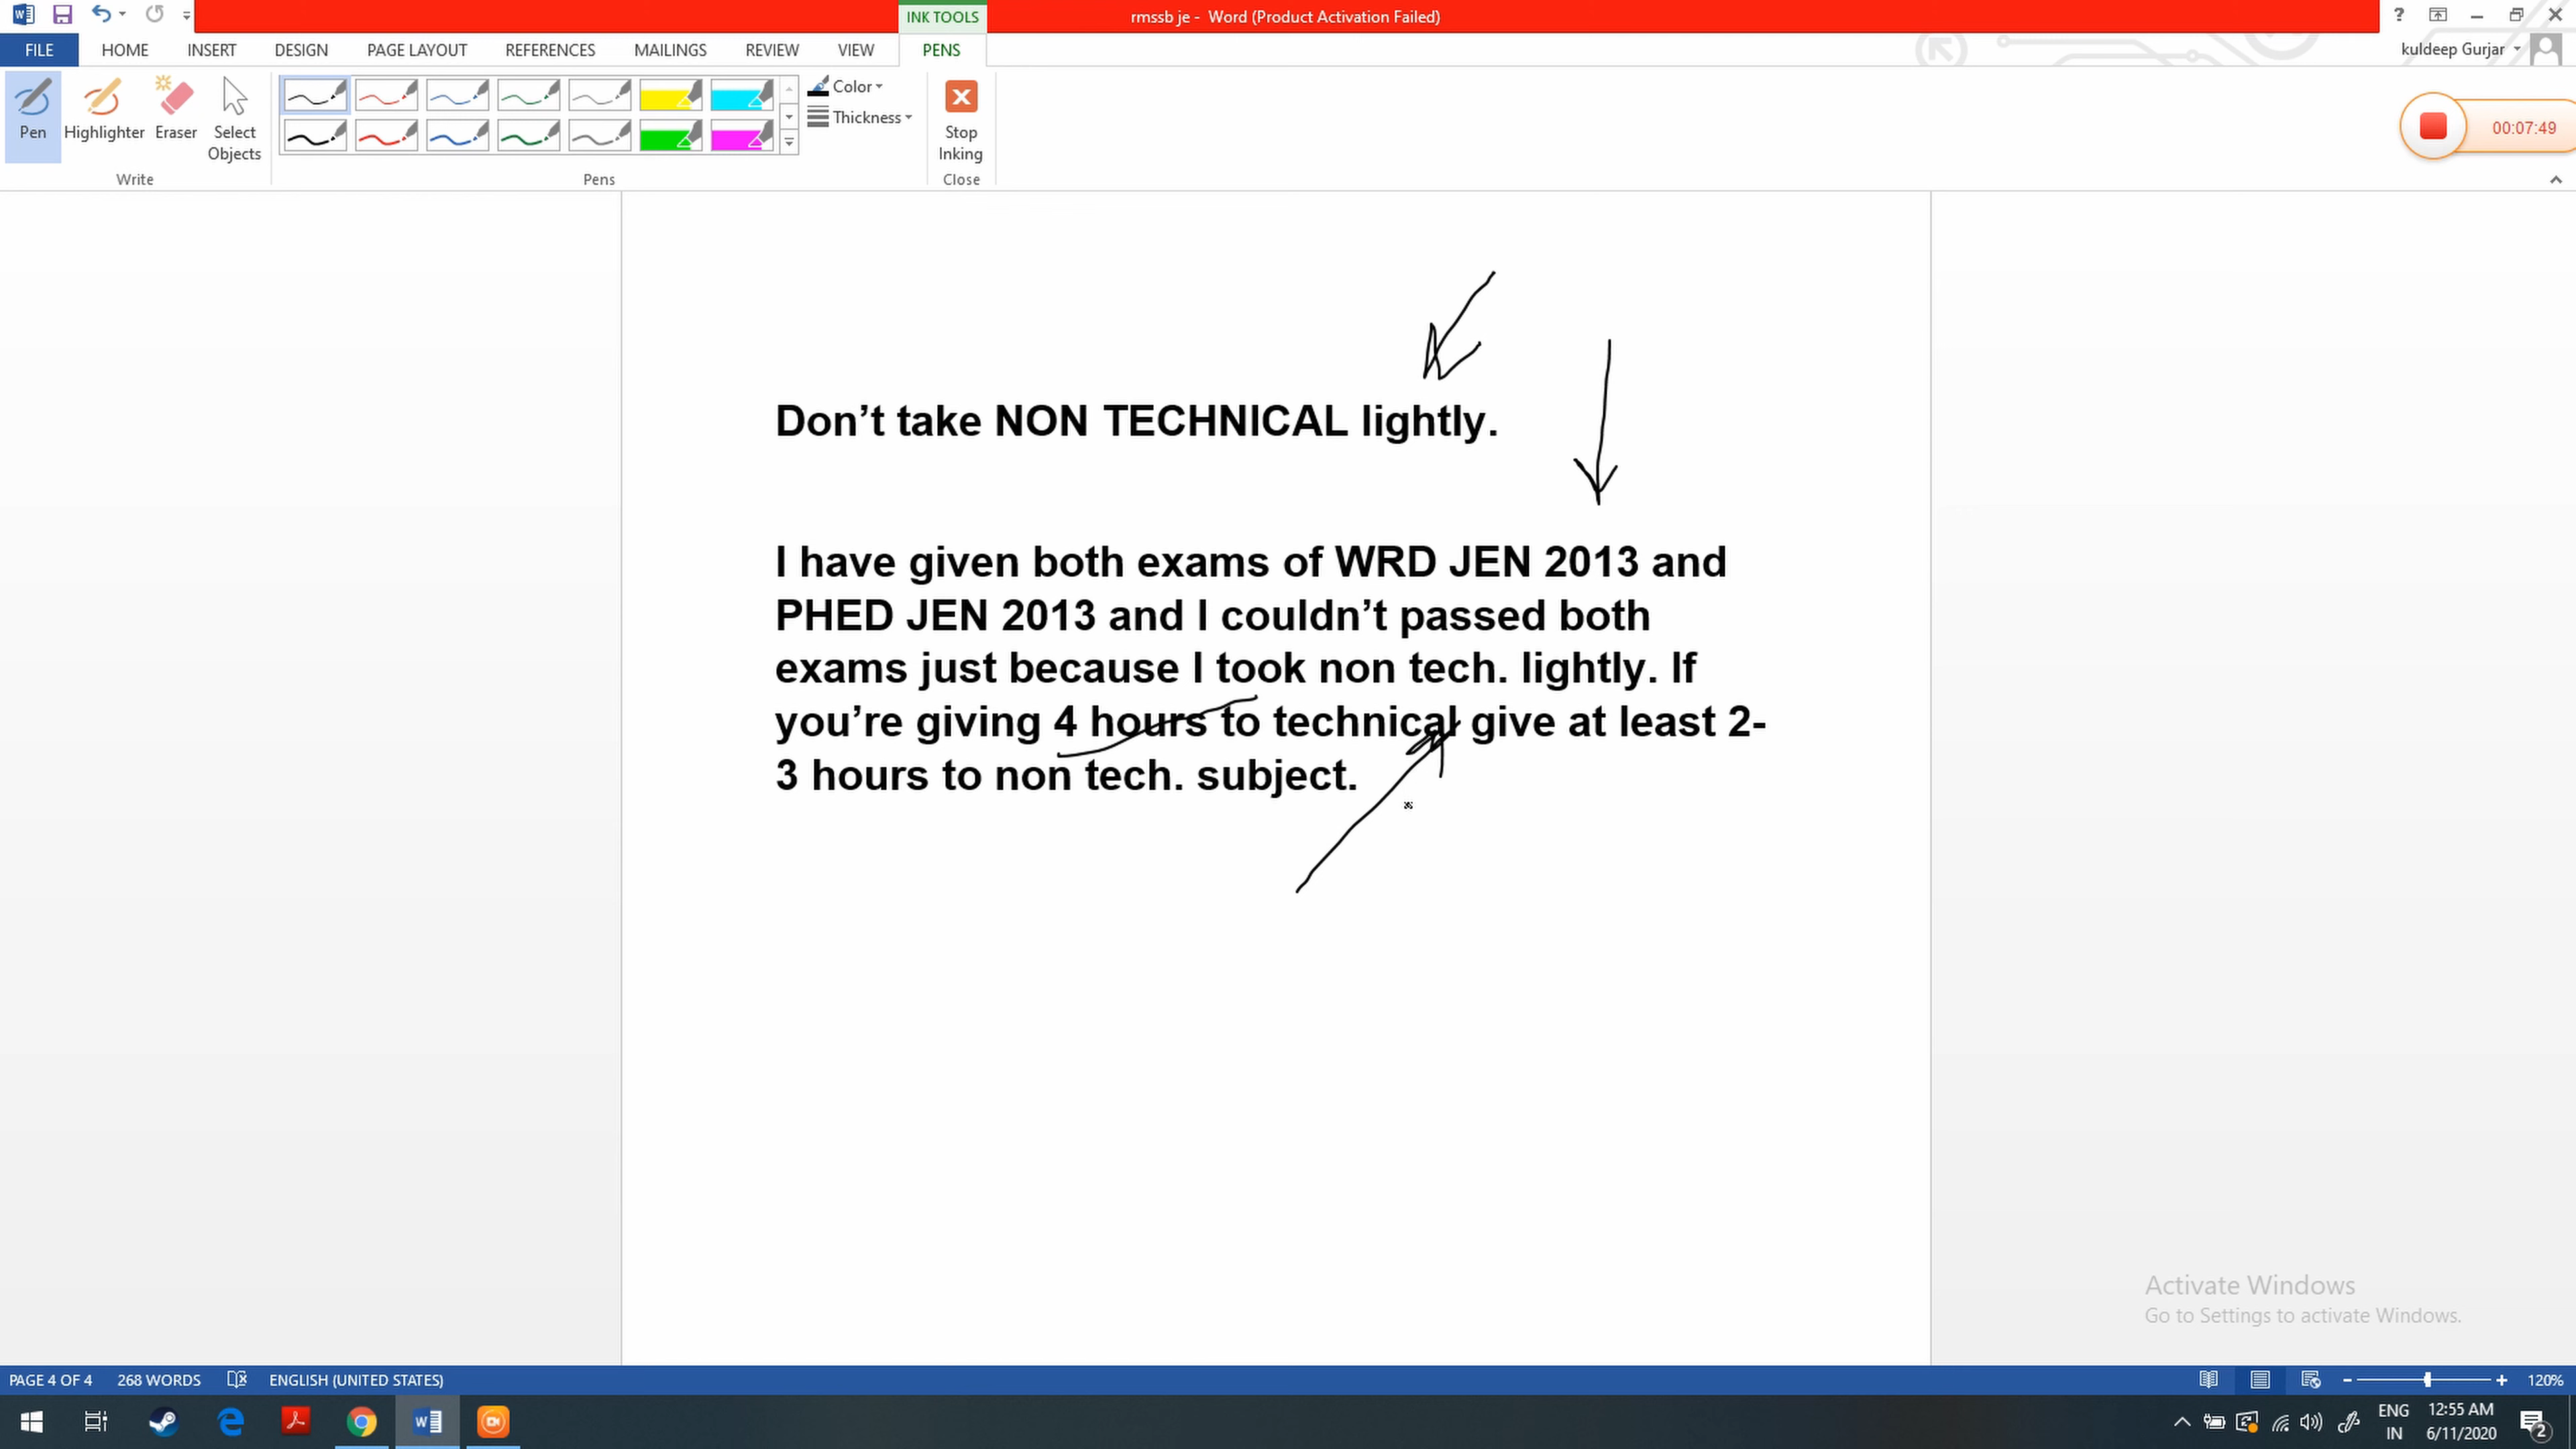 INK TOOLS
rmssb je - Word (Product Activation Failed)
FILE HOME INSERT DESIGN PAGE LAYOUT REFERENCES MAILINGS REVIEW VIEW PENS
kuldeep Gurjar
Pen Highlighter Eraser Select Objects
Color
Thickness
Stop Inking
00:07:49
Write Pens Close
Don’t take NON TECHNICAL lightly.
I have given both exams of WRD JEN 2013 and
PHED JEN 2013 and I couldn’t passed both
exams just because I took non tech. lightly. If
you’re giving 4 hours to technical give at least 2-
3 hours to non tech. subject.
Activate Windows
Go to Settings to activate Windows.
PAGE 4 OF 4 268 WORDS ENGLISH (UNITED STATES) 120%
ENG 12:55 AM
IN 6/11/2020 2